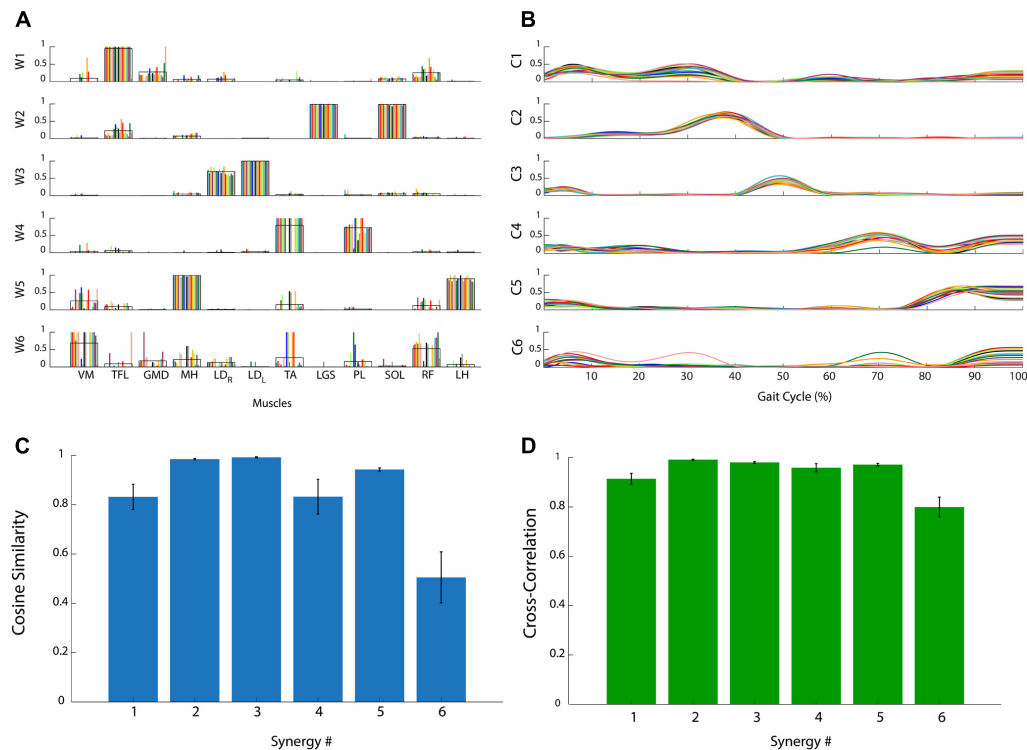 A
W1
1
0.5
0
W2
1
0.5
0
W3
1
0.5
0
W4
1
0.5
0
W5
1
0.5
0
W6
1
0.5
0
VM TFL GMD MH LDR LDL TA LGS PL SOL RF LH
Muscles
B
C1
1
0.5
0
C2
1
0.5
0
C3
1
0.5
0
C4
1
0.5
0
C5
1
0.5
0
C6
1
0.5
0
10 20 30 40 50 60 70 80 90 100
Gait Cycle (%)
C
Cosine Similarity
1
0.8
0.6
0.4
0.2
0
1 2 3 4 5 6
Synergy #
D
Cross-Correlation
1
0.8
0.6
0.4
0.2
0
1 2 3 4 5 6
Synergy #